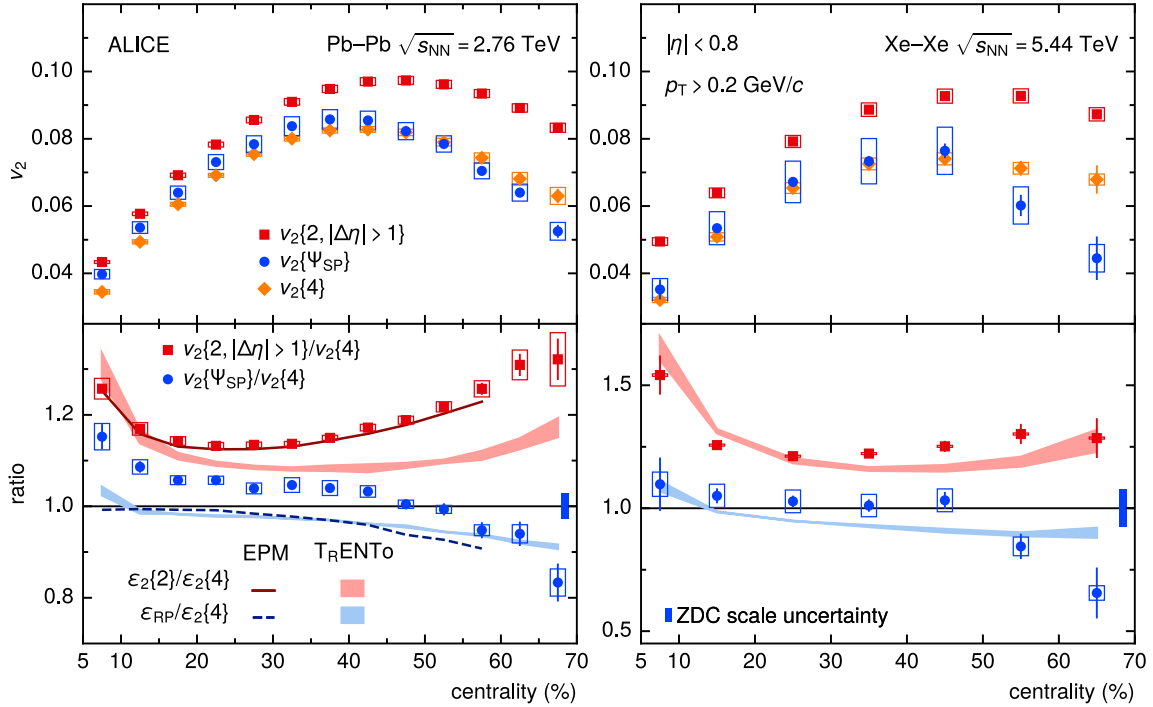 ALICE
Pb–Pb √sNN = 2.76 TeV
|η| < 0.8
Xe–Xe √sNN = 5.44 TeV
pT > 0.2 GeV/c
0.10
0.08
0.06
0.04
v2
v2{2, |Δη| > 1}
v2{ΨSP}
v2{4}
v2{2, |Δη| > 1}/v2{4}
v2{ΨSP}/v2{4}
1.2
1.0
0.8
ratio
EPM
TRENTo
ε2{2}/ε2{4}
εRP/ε2{4}
5 10 20 30 40 50 60 70
centrality (%)
0.10
0.08
0.06
0.04
1.5
1.0
0.5
ZDC scale uncertainty
5 10 20 30 40 50 60 70
centrality (%)